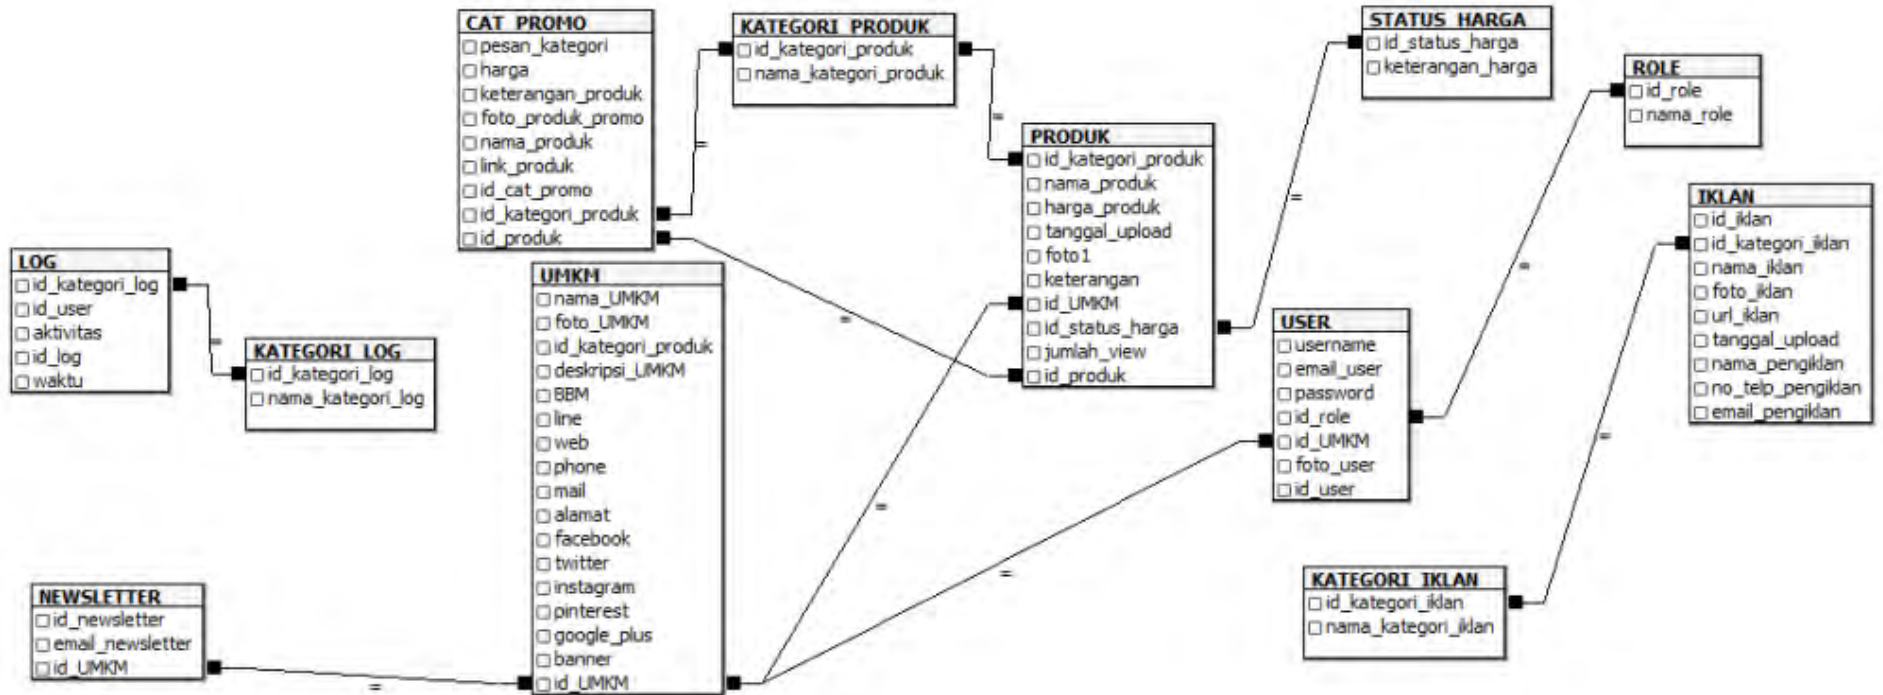 CAT_PROMO
pesan_kategori
harga
keterangan_produk
foto_produk_promo
nama_produk
link_produk
id_cat_promo
id_kategori_produk
id_produk
KATEGORI_PRODUK
id_kategori_produk
nama_kategori_produk
STATUS_HARGA
id_status_harga
keterangan_harga
ROLE
id_role
nama_role
PRODUK
id_kategori_produk
nama_produk
harga_produk
tanggal_upload
foto1
keterangan
id_UMKM
id_status_harga
jumlah_view
id_produk
IKLAN
id_iklan
id_kategori_iklan
nama_iklan
foto_iklan
url_iklan
tanggal_upload
nama_pengiklan
no_telp_pengiklan
email_pengiklan
LOG
id_kategori_log
id_user
aktivitas
id_log
waktu
KATEGORI_LOG
id_kategori_log
nama_kategori_log
UMKM
nama_UMKM
foto_UMKM
id_kategori_produk
deskripsi_UMKM
BBM
line
web
phone
mail
alamat
facebook
twitter
instagram
pinterest
google_plus
banner
id_UMKM
USER
username
email_user
password
id_role
id_UMKM
foto_user
id_user
NEWSLETTER
id_newsletter
email_newsletter
id_UMKM
KATEGORI_IKLAN
id_kategori_iklan
nama_kategori_iklan
=
=
=
=
=
=
=
=
=
=